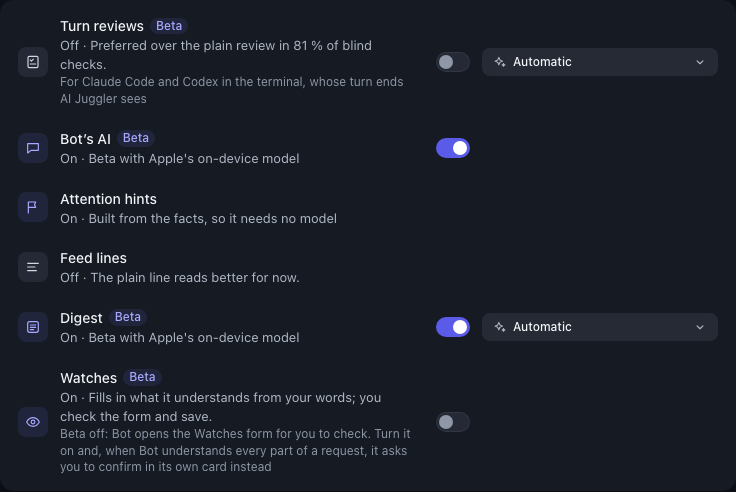 Turn reviews Beta
Off · Preferred over the plain review in 81 % of blind
checks.
For Claude Code and Codex in the terminal, whose turn ends
AI Juggler sees
Automatic
Bot’s AI Beta
On · Beta with Apple's on-device model
Attention hints
On · Built from the facts, so it needs no model
Feed lines
Off · The plain line reads better for now.
Digest Beta
On · Beta with Apple's on-device model
Automatic
Watches Beta
On · Fills in what it understands from your words; you
check the form and save.
Beta off: Bot opens the Watches form for you to check. Turn it
on and, when Bot understands every part of a request, it asks
you to confirm in its own card instead